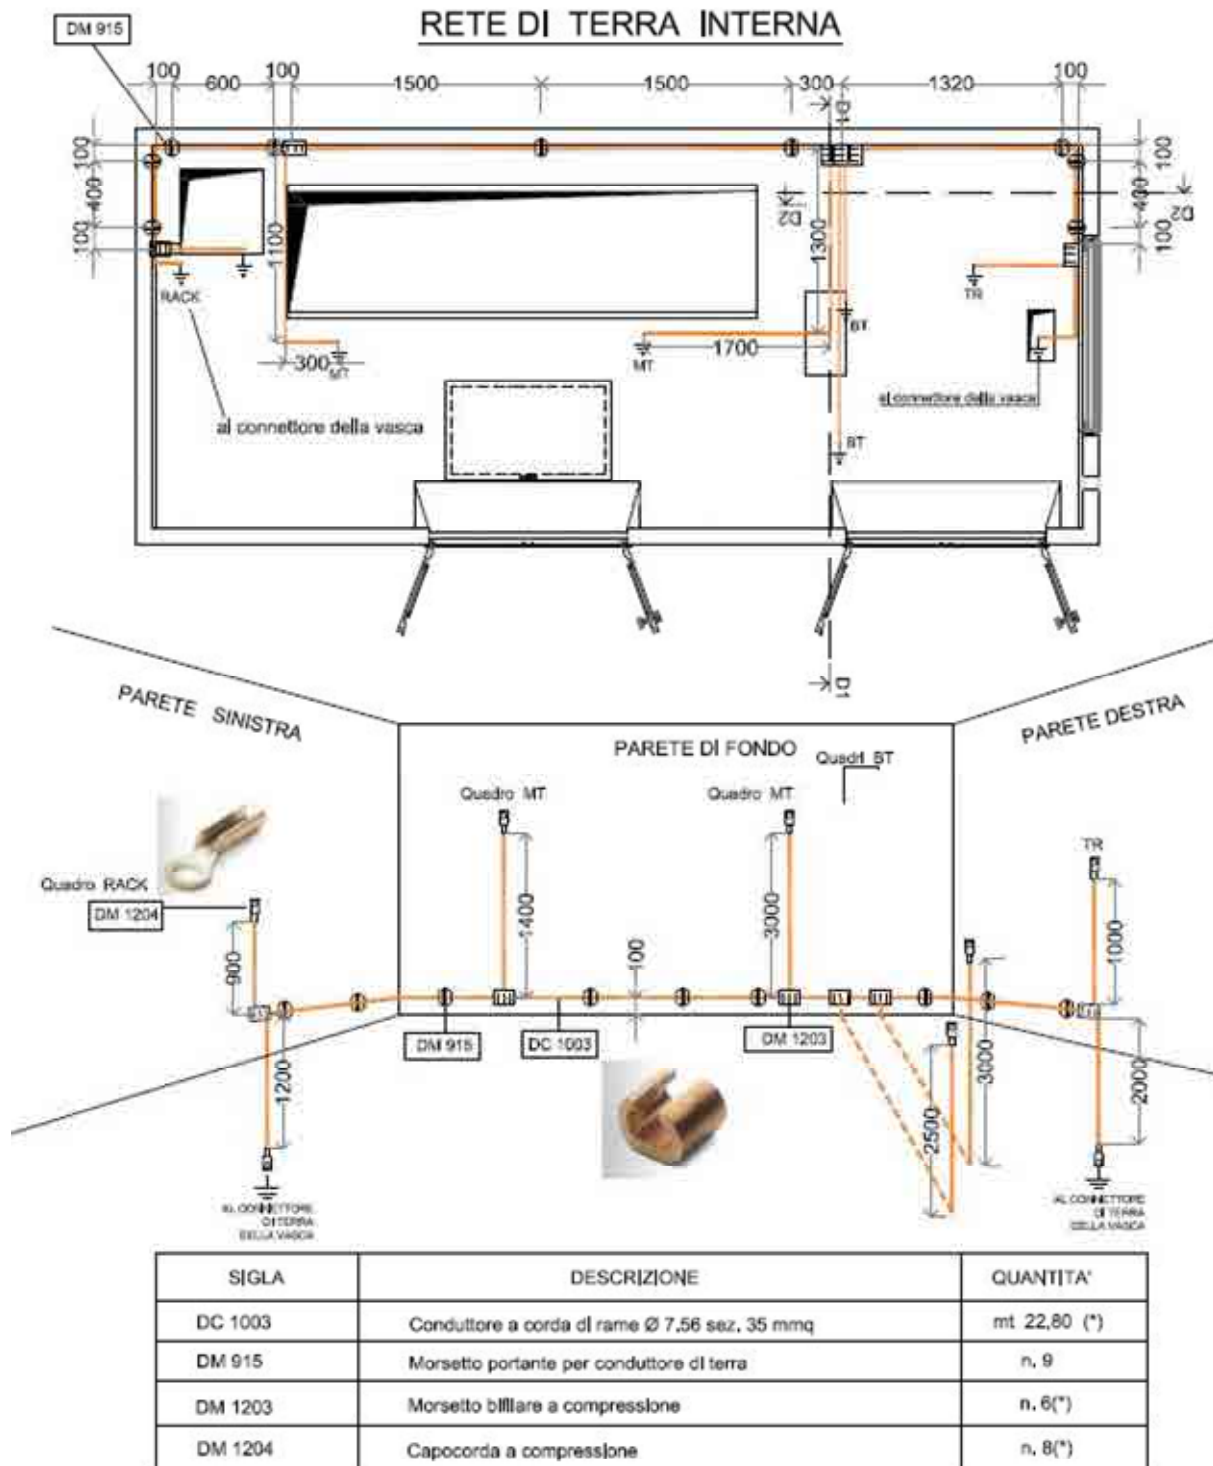 RETE DI TERRA INTERNA
DM 915
100 600 100 1500 1500 300 1320 100
D1
100
400
100
100
400
100
D2
D2
1100
1300
RACK
TR
BT
300
MT
MT
1700
al connettore della vasca
al connettore della vasca
BT
D1
PARETE SINISTRA
PARETE DI FONDO
PARETE DESTRA
Quadri BT
Quadro MT
Quadro MT
TR
Quadro RACK
DM 1204
900
1400
3000
100
1000
DM 915
DC 1003
DM 1203
1200
2500
3000
2000
AL CONNETTORE
DI TERRA
DELLA VASCA
AL CONNETTORE
DI TERRA
DELLA VASCA
SIGLA DESCRIZIONE QUANTITA'
DC 1003 Conduttore a corda di rame Ø 7,56 sez. 35 mmq mt 22,80 (*)
DM 915 Morsetto portante per conduttore di terra n. 9
DM 1203 Morsetto bifilare a compressione n. 6(*)
DM 1204 Capocorda a compressione n. 8(*)